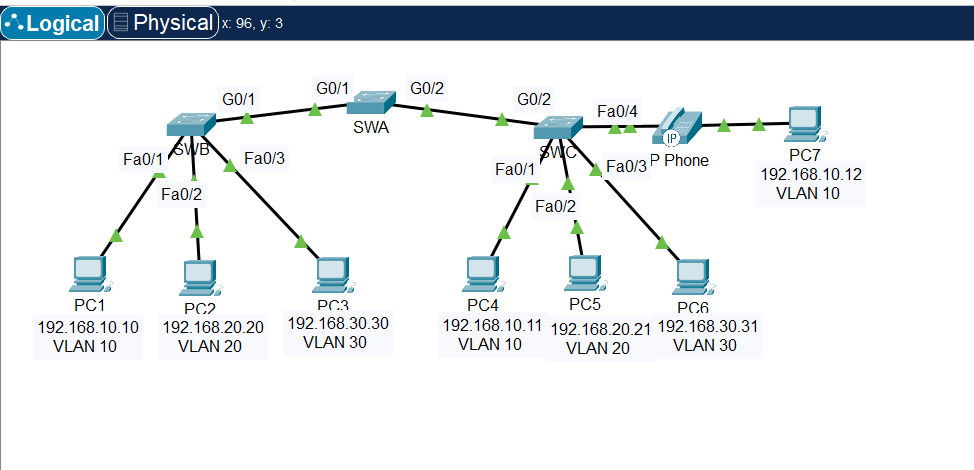 Logical Physical x: 96, y: 3
G0/1 G0/1 G0/2 G0/2 Fa0/4
SWA
SWB SWC IP
P Phone
PC7
192.168.10.12
VLAN 10
Fa0/1 Fa0/3 Fa0/1 Fa0/3
Fa0/2 Fa0/2
PC1
192.168.10.10
VLAN 10
PC2
192.168.20.20
VLAN 20
PC3
192.168.30.30
VLAN 30
PC4
192.168.10.11
VLAN 10
PC5
192.168.20.21
VLAN 20
PC6
192.168.30.31
VLAN 30